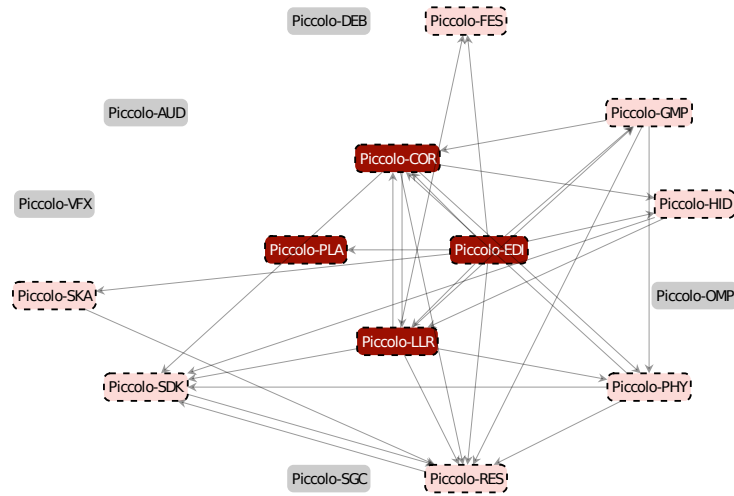 Piccolo-DEB
Piccolo-FES
Piccolo-AUD
Piccolo-GMP
Piccolo-COR
Piccolo-VFX
Piccolo-HID
Piccolo-PLA
Piccolo-EDI
Piccolo-SKA
Piccolo-OMP
Piccolo-LLR
Piccolo-SDK
Piccolo-PHY
Piccolo-SGC
Piccolo-RES